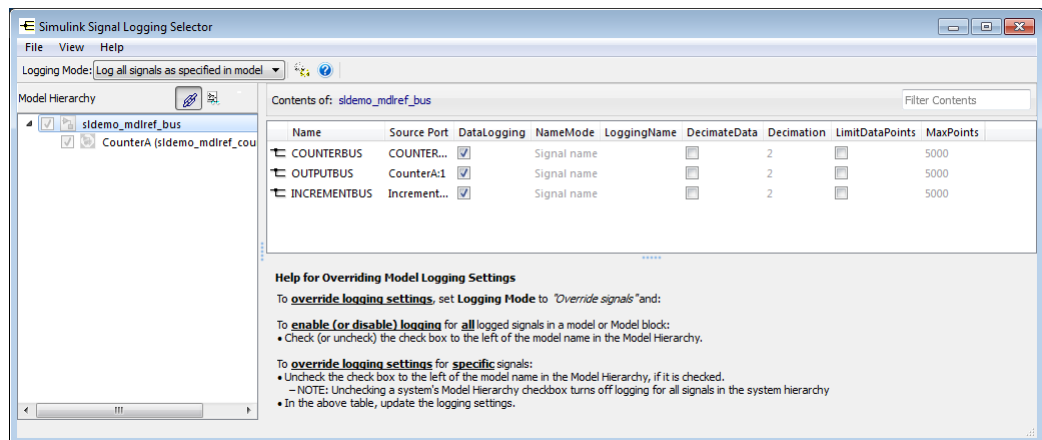 Simulink Signal Logging Selector
File View Help
Logging Mode: Log all signals as specified in model
Model Hierarchy
Contents of: sldemo_mdlref_bus
Filter Contents
sldemo_mdlref_bus
CounterA (sldemo_mdlref_cou
Name Source Port DataLogging NameMode LoggingName DecimateData Decimation LimitDataPoints MaxPoints
COUNTERBUS COUNTER... Signal name 2 5000
OUTPUTBUS CounterA:1 Signal name 2 5000
INCREMENTBUS Increment... Signal name 2 5000
Help for Overriding Model Logging Settings
To override logging settings, set Logging Mode to "Override signals" and:
To enable (or disable) logging for all logged signals in a model or Model block:
• Check (or uncheck) the check box to the left of the model name in the Model Hierarchy.
To override logging settings for specific signals:
• Uncheck the check box to the left of the model name in the Model Hierarchy, if it is checked.
– NOTE: Unchecking a system's Model Hierarchy checkbox turns off logging for all signals in the system hierarchy
• In the above table, update the logging settings.